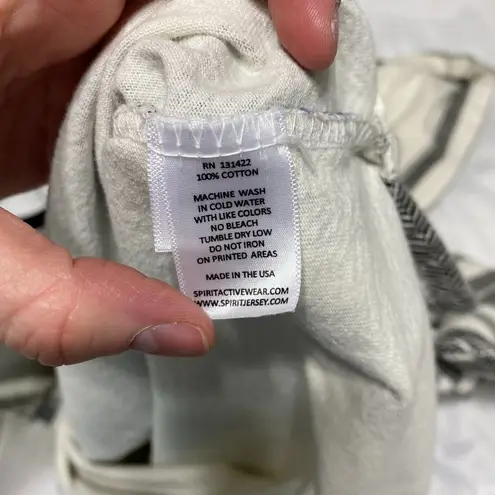 RN 131422
100% COTTON
MACHINE WASH
IN COLD WATER
WITH LIKE COLORS
NO BLEACH
TUMBLE DRY LOW
DO NOT IRON
ON PRINTED AREAS
MADE IN THE USA
SPIRITACTIVEWEAR.COM
WWW.SPIRITJERSEY.COM